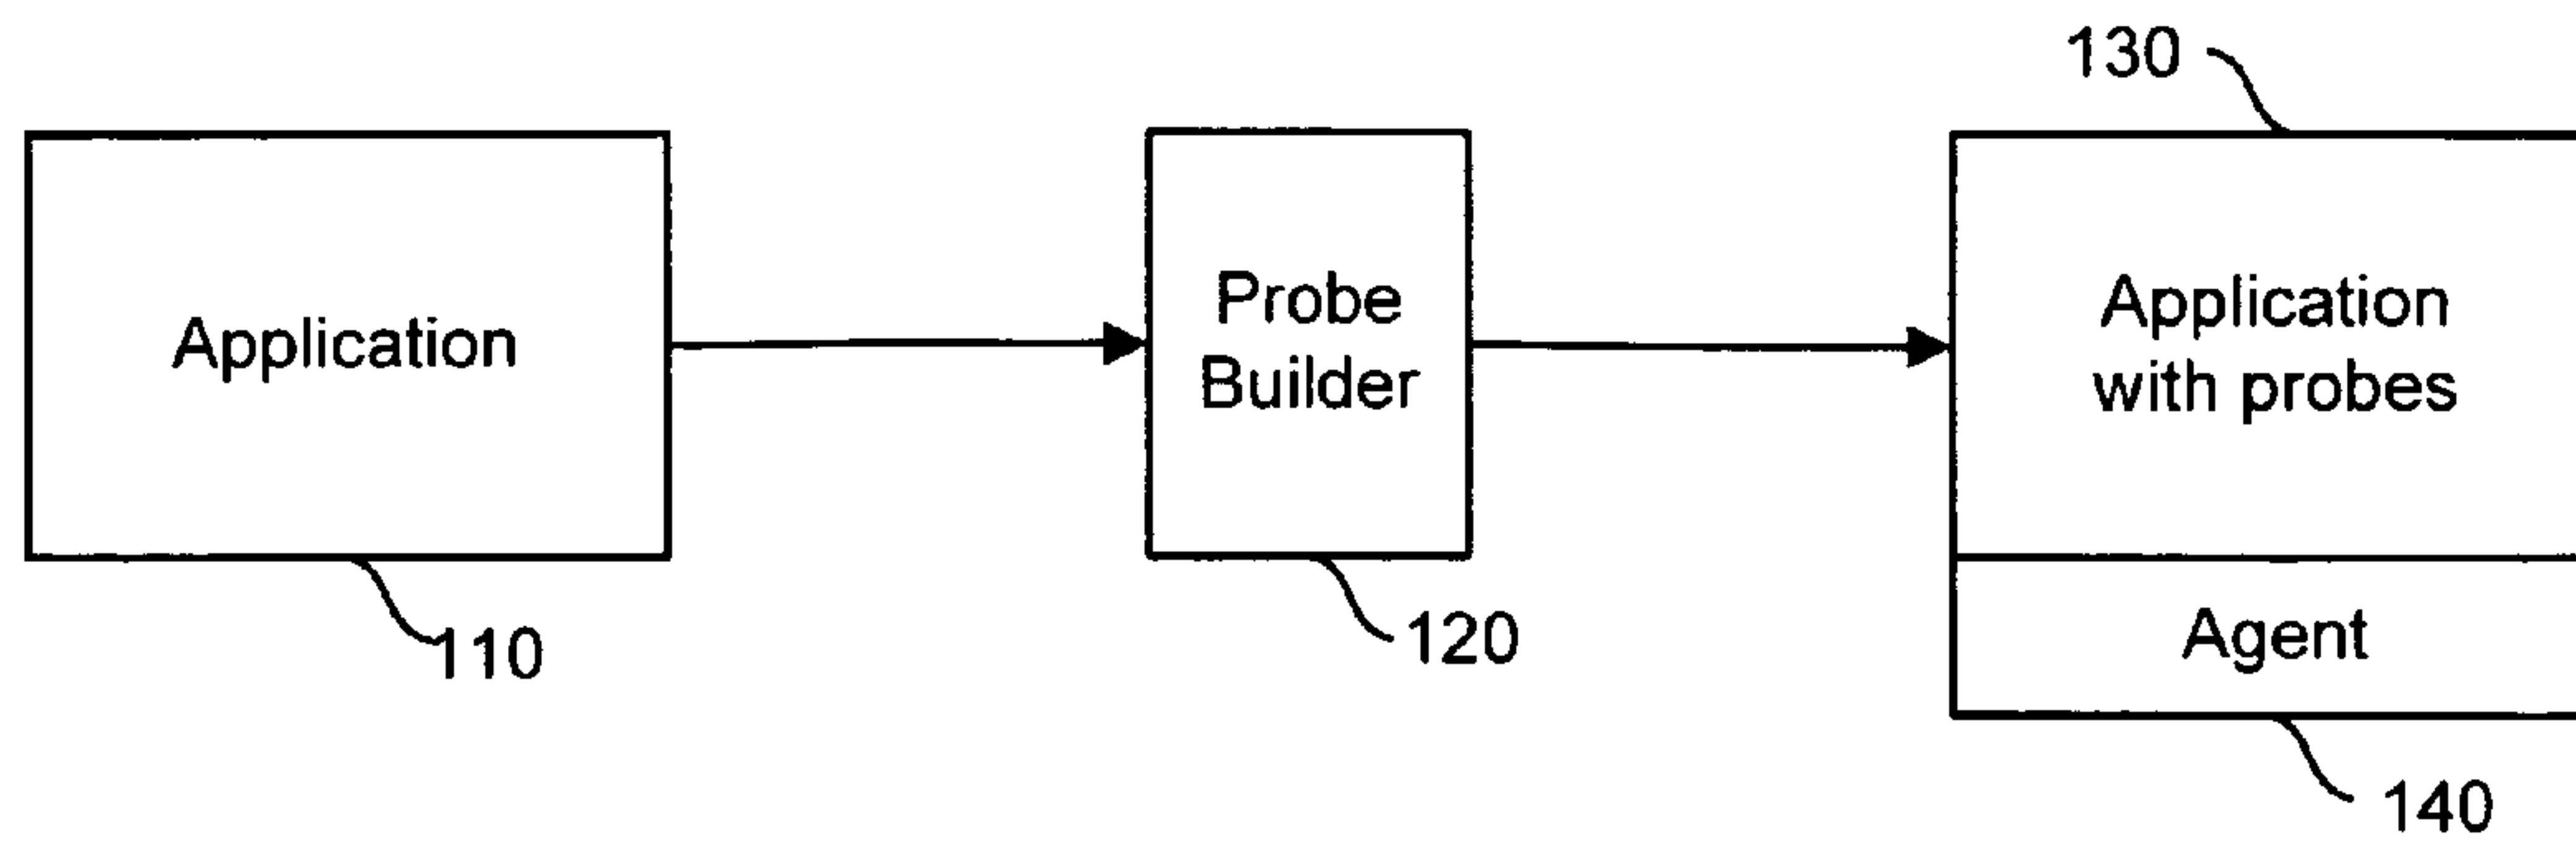 130
Application
Probe
Builder
Application
with probes
110
120
Agent
140